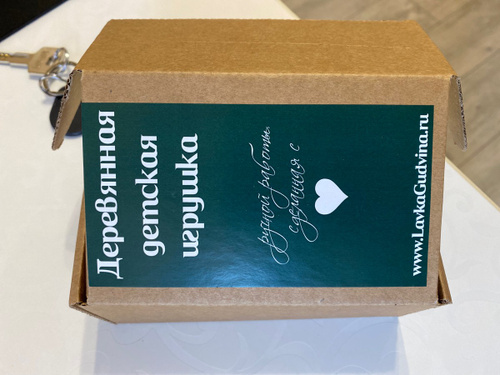 Деревянная
детская
игрушка
ручной работы,
сделанная с
www.LavkaGudvina.ru